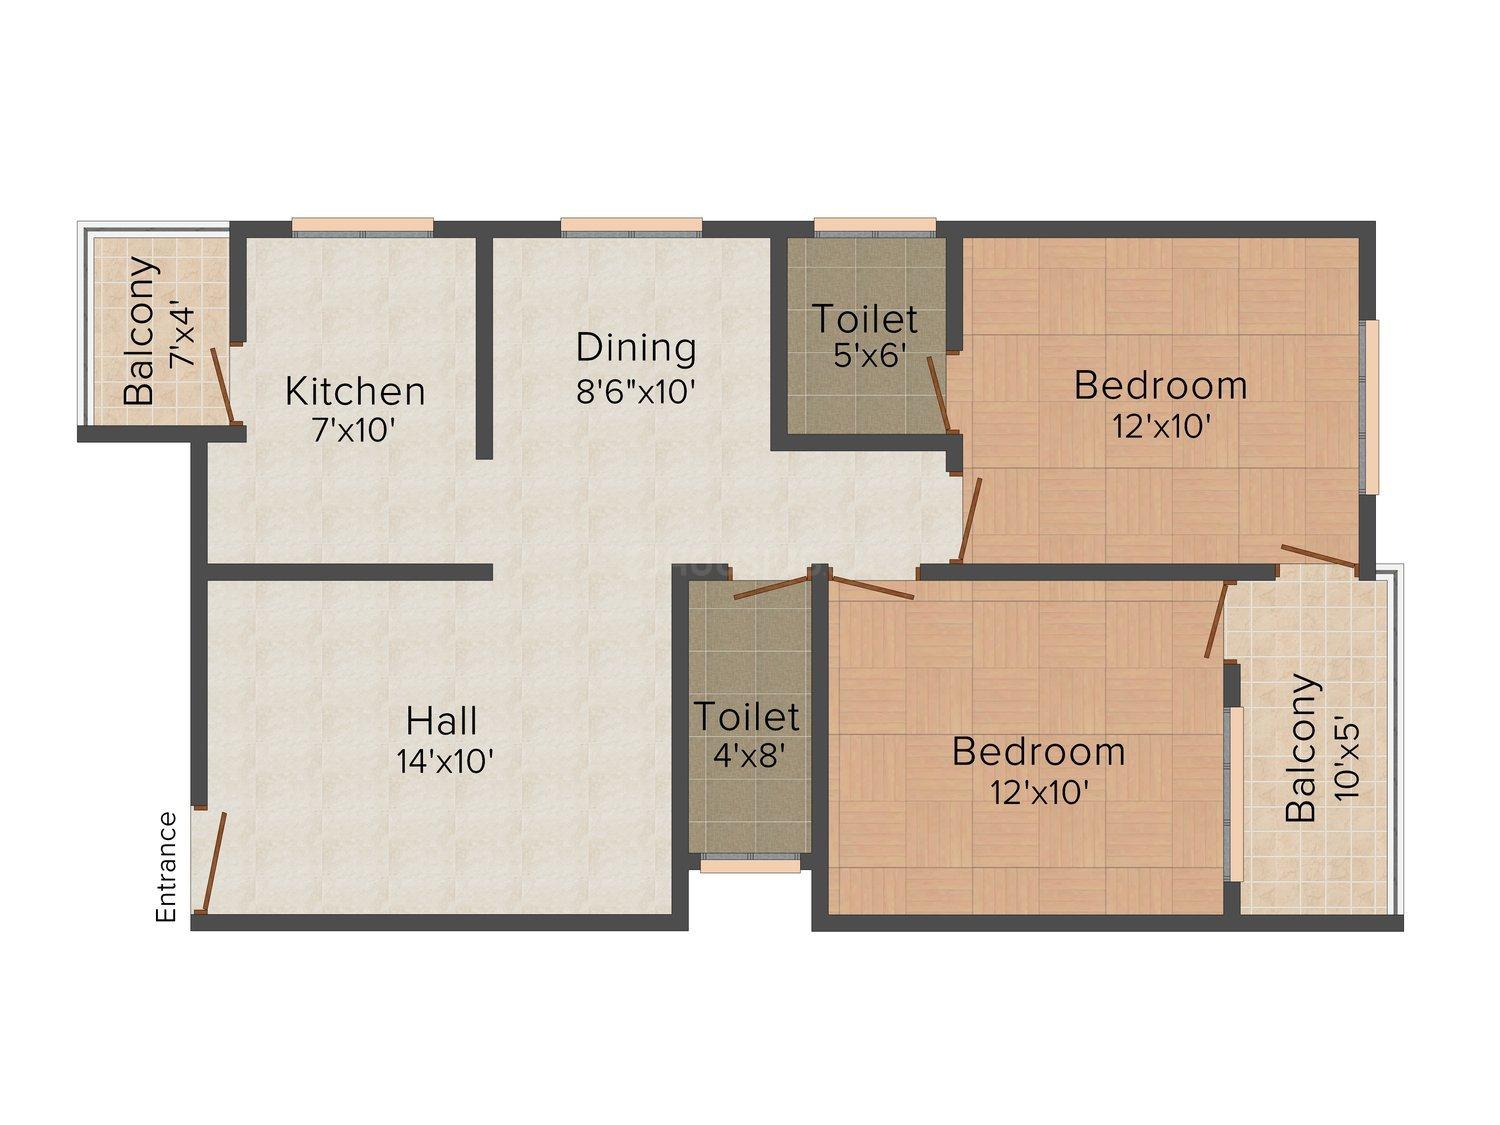 Balcony
7'x4'
Kitchen
7'x10'
Dining
8'6"x10'
Toilet
5'x6'
Bedroom
12'x10'
Hall
14'x10'
Toilet
4'x8'
Bedroom
12'x10'
Balcony
10'x5'
Entrance